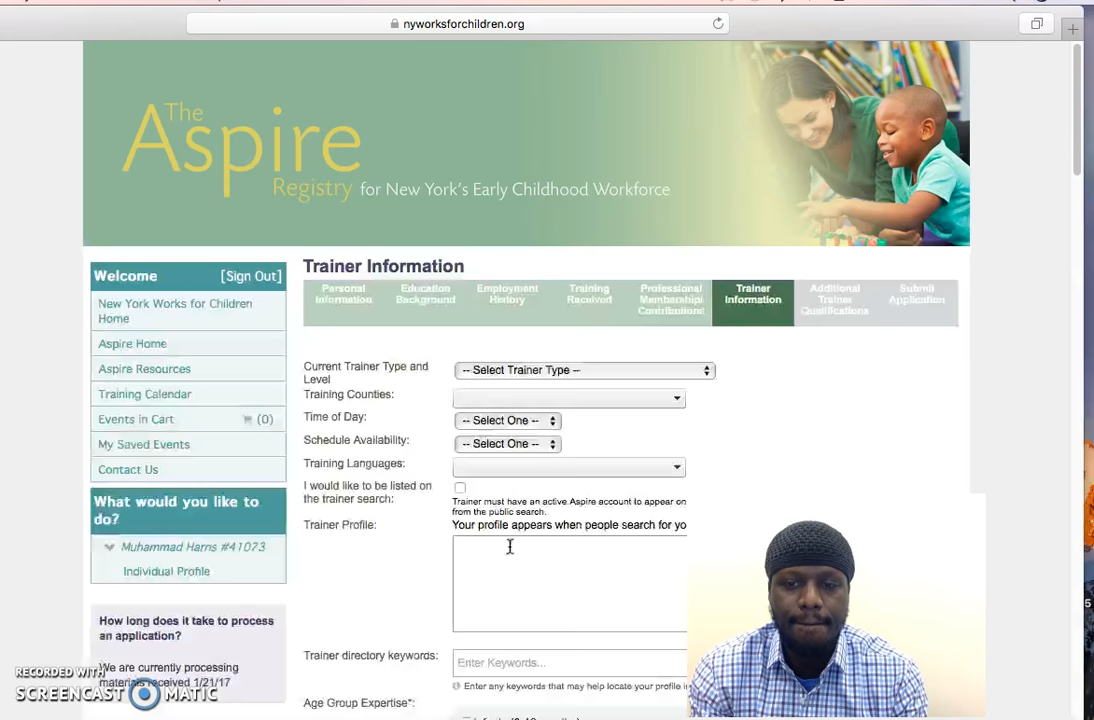 nyworksforchildren.org
The
Aspire
Registry for New York's Early Childhood Workforce
Welcome [Sign Out]
New York Works for Children
Home
Aspire Home
Aspire Resources
Training Calendar
Events in Cart (0)
My Saved Events
Contact Us
What would you like to
do?
Muhammad Harns #41073
Individual Profile
How long does it take to process
an application?
We are currently processing
materials received 1/21/17
RECORDED WITH
SCREENCAST MATIC
Trainer Information
Personal
Information
Education
Background
Employment
History
Training
Received
Professional
Membership/
Contributions
Trainer
Information
Additional
Trainer
Qualifications
Submit
Application
Current Trainer Type and
Level
-- Select Trainer Type --
Training Counties:
Time of Day:
-- Select One --
Schedule Availability:
-- Select One --
Training Languages:
I would like to be listed on
the trainer search:
Trainer must have an active Aspire account to appear on
from the public search.
Trainer Profile:
Your profile appears when people search for yo
Trainer directory keywords:
Enter Keywords...
Enter any keywords that may help locate your profile i
Age Group Expertise*: